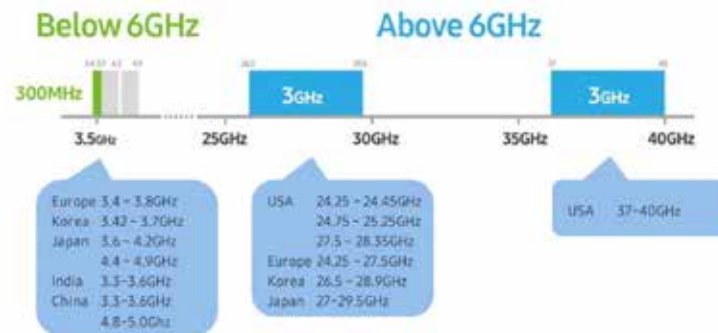 Below 6GHz
Above 6GHz
300MHz
3GHz
3GHz
3.5GHz
25GHz
30GHz
35GHz
40GHz
Europe 3.4 - 3.8GHz
Korea 3.42 - 3.7GHz
Japan 3.6 - 4.2GHz
4.4 - 4.9GHz
India 3.3-3.6GHz
China 3.3-3.6GHz
4.8-5.0Ghz
USA 24.25 - 24.45GHz
24.75 - 25.25GHz
27.5 - 28.35GHz
Europe 24.25 - 27.5GHz
Korea 26.5 - 28.9GHz
Japan 27-29.5GHz
USA 37-40GHz